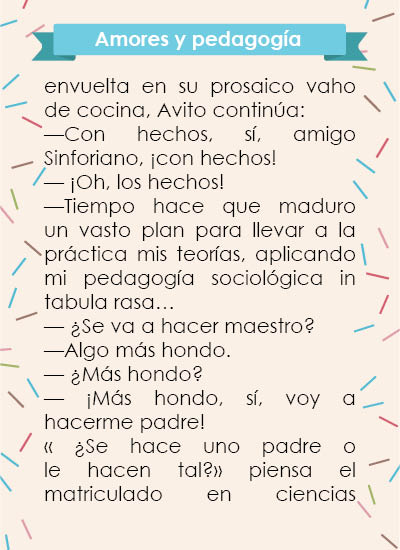 Amores y pedagogía
envuelta en su prosaico vaho
de cocina, Avito continúa:
—Con hechos, sí, amigo
Sinforiano, ¡con hechos!
— ¡Oh, los hechos!
—Tiempo hace que maduro
un vasto plan para llevar a la
práctica mis teorías, aplicando
mi pedagogía sociológica in
tabula rasa…
— ¿Se va a hacer maestro?
—Algo más hondo.
— ¿Más hondo?
— ¡Más hondo, sí, voy a
hacerme padre!
« ¿Se hace uno padre o
le hacen tal?» piensa el
matriculado en ciencias